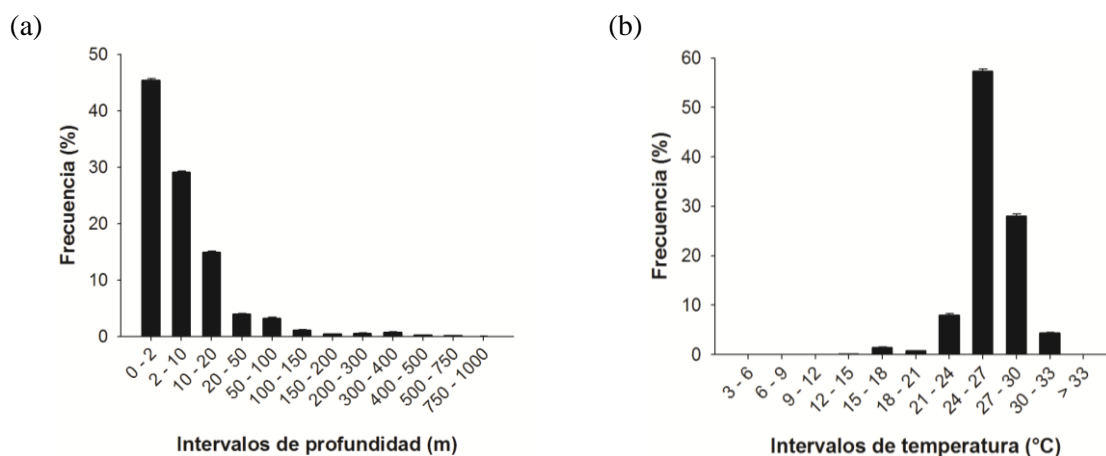 (a)
Frecuencia (%)
50
40
30
20
10
0
0 - 2
2 - 10
10 - 20
20 - 50
50 - 100
100 - 150
150 - 200
200 - 300
300 - 400
400 - 500
500 - 750
750 - 1000
Intervalos de profundidad (m)
(b)
Frecuencia (%)
60
50
40
30
20
10
0
3 - 6
6 - 9
9 - 12
12 - 15
15 - 18
18 - 21
21 - 24
24 - 27
27 - 30
30 - 33
> 33
Intervalos de temperatura (°C)